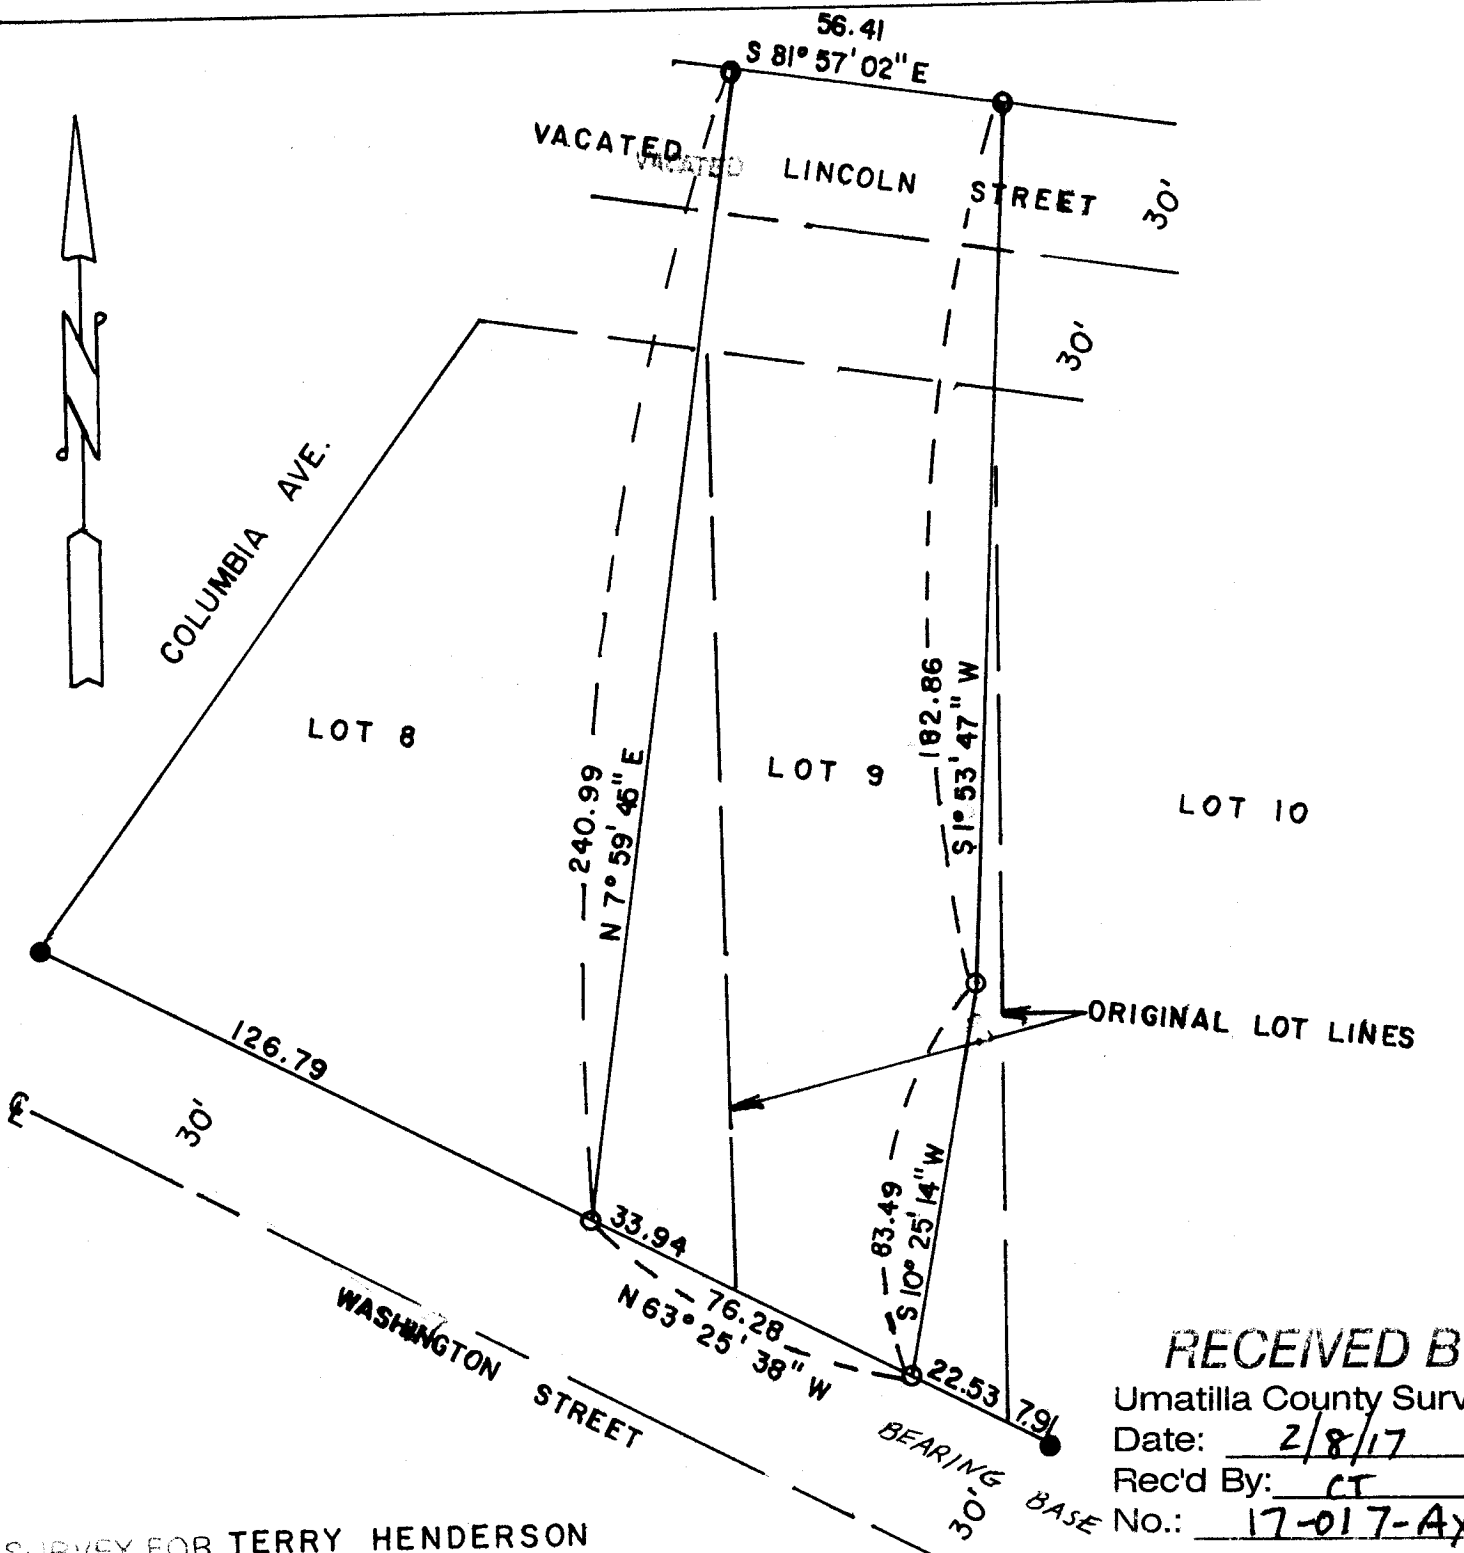 56.41
S 81° 57' 02" E
VACATED
VACATED
LINCOLN STREET
30'
30'
N
COLUMBIA AVE.
LOT 8
LOT 9
LOT 10
182.86
S 1° 53' 47" W
240.99
N 7° 59' 45" E
ORIGINAL LOT LINES
126.79
30'
℄
33.94
76.28
N 63° 25' 38" W
83.49
S 10° 25' 14" W
22.53
7.91
WASHINGTON STREET
BEARING BASE
30'
RECEIVED B
Umatilla County Surv
Date: 2/8/17
Rec'd By: CT
No.: 17-017-A
SURVEY FOR TERRY HENDERSON